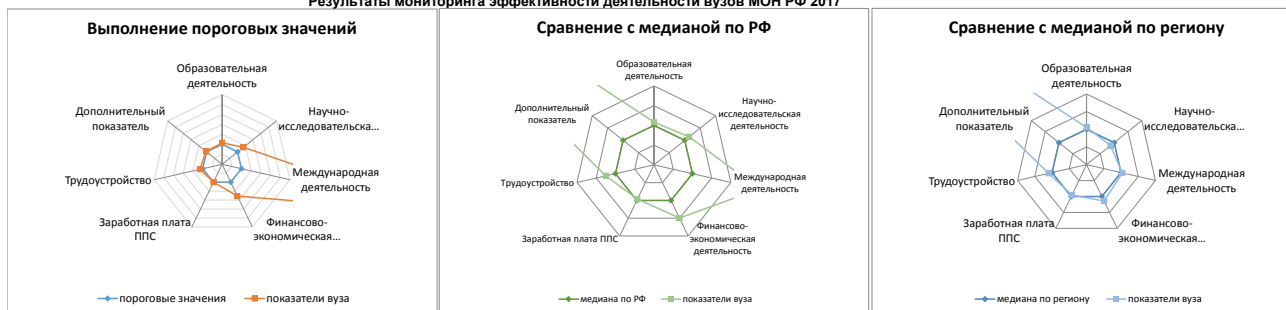 Результаты мониторинга эффективности деятельности вузов МОН РФ 2017
Выполнение пороговых значений
Образовательная
деятельность
Научно-
исследовательска...
Международная
деятельность
Финансово-
экономическая...
Заработная плата
ППС
Трудоустройство
Дополнительный
показатель
пороговые значения
показатели вуза
Сравнение с медианой по РФ
Образовательная
деятельность
Научно-
исследовательская
деятельность
Международная
деятельность
Финансово-
экономическая
деятельность
Заработная плата ППС
Трудоустройство
Дополнительный
показатель
медиана по РФ
показатели вуза
Сравнение с медианой по региону
Образовательная
деятельность
Научно-
исследовательска...
Международная
деятельность
Финансово-
экономическая...
Заработная плата
ППС
Трудоустройство
Дополнительный
показатель
медиана по региону
показатели вуза